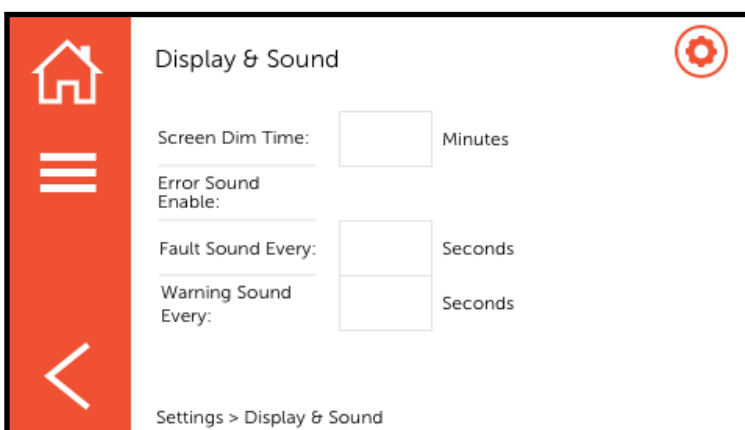 Display & Sound
Screen Dim Time: Minutes
Error Sound
Enable:
Fault Sound Every: Seconds
Warning Sound
Every: Seconds
Settings > Display & Sound